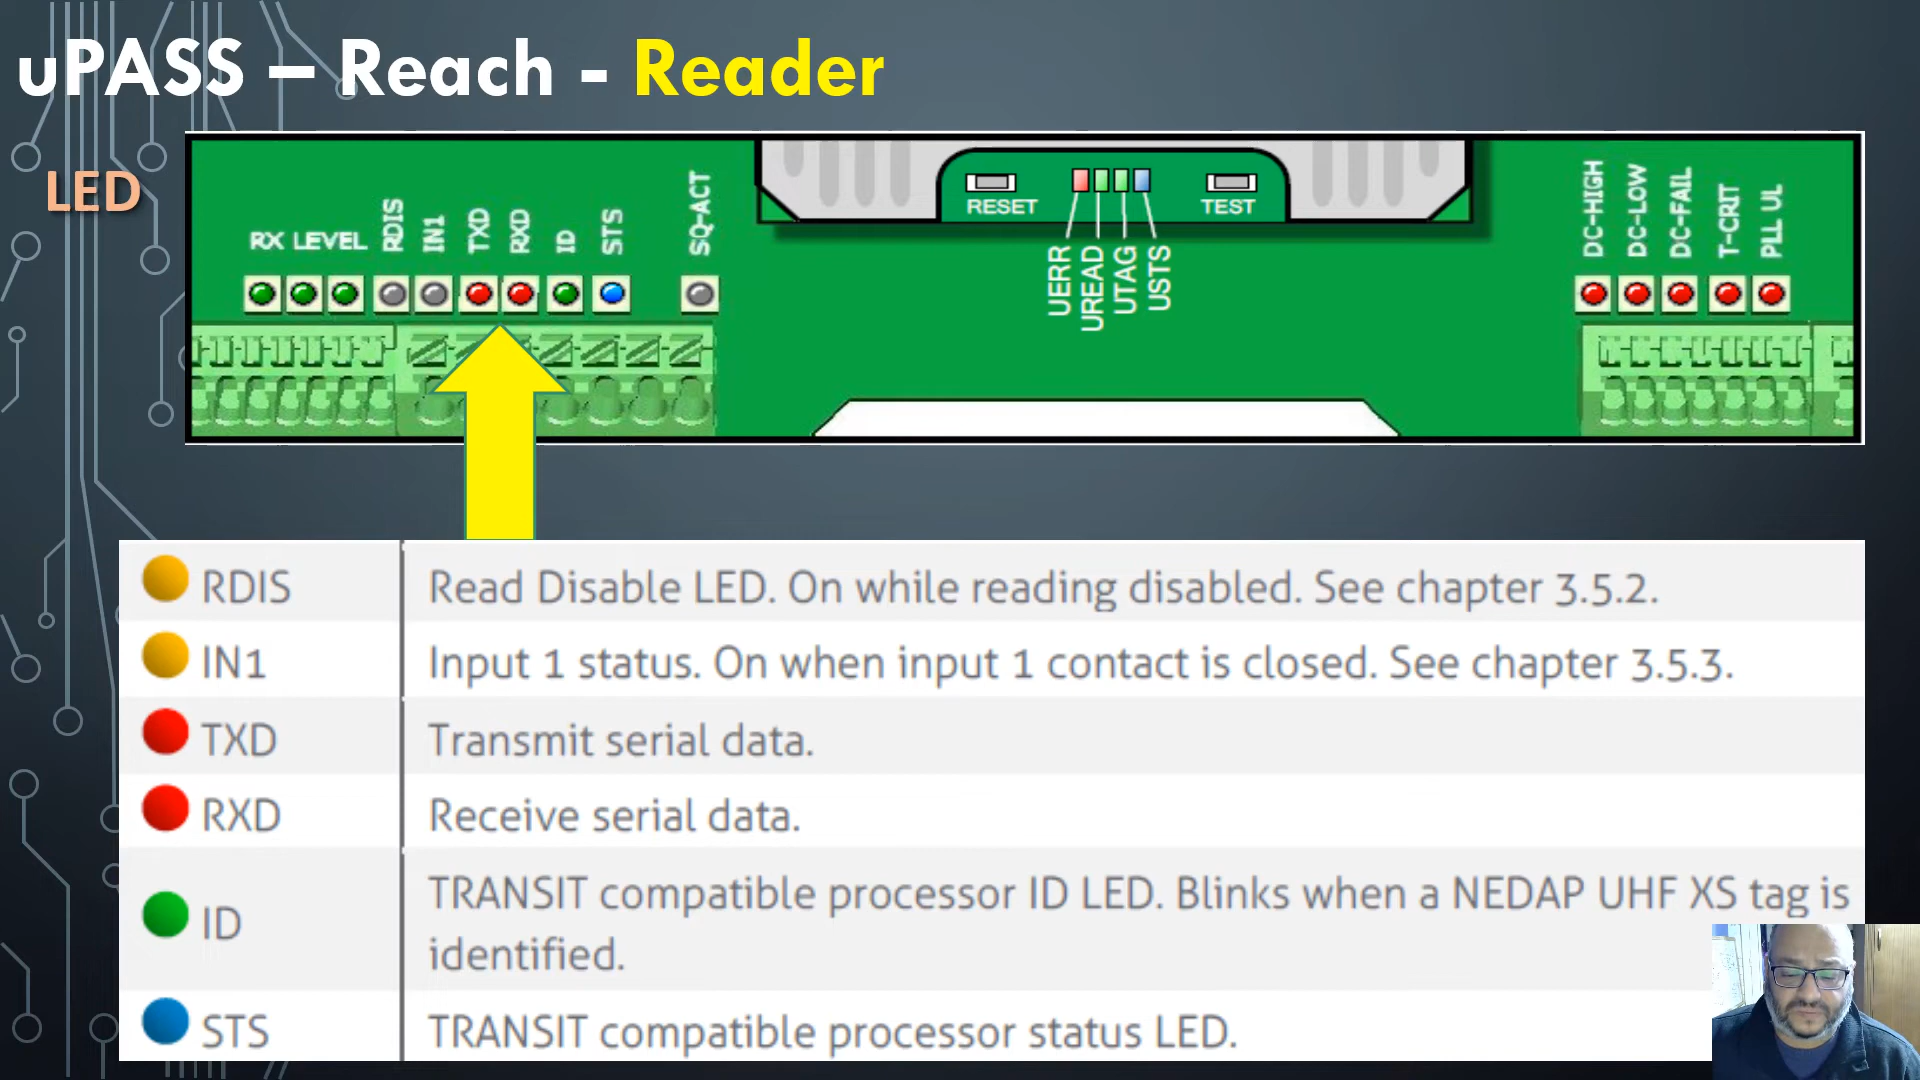 uPASS – Reach - Reader
LED
RX LEVEL
RDIS
IN1
TXD
RXD
ID
STS
SQ-ACT
RESET
TEST
UERR
UREAD
UTAG
USTS
DC-HIGH
DC-LOW
DC-FAIL
T-CRIT
PLL UL
RDIS Read Disable LED. On while reading disabled. See chapter 3.5.2.
IN1 Input 1 status. On when input 1 contact is closed. See chapter 3.5.3.
TXD Transmit serial data.
RXD Receive serial data.
ID TRANSIT compatible processor ID LED. Blinks when a NEDAP UHF XS tag is
identified.
STS TRANSIT compatible processor status LED.